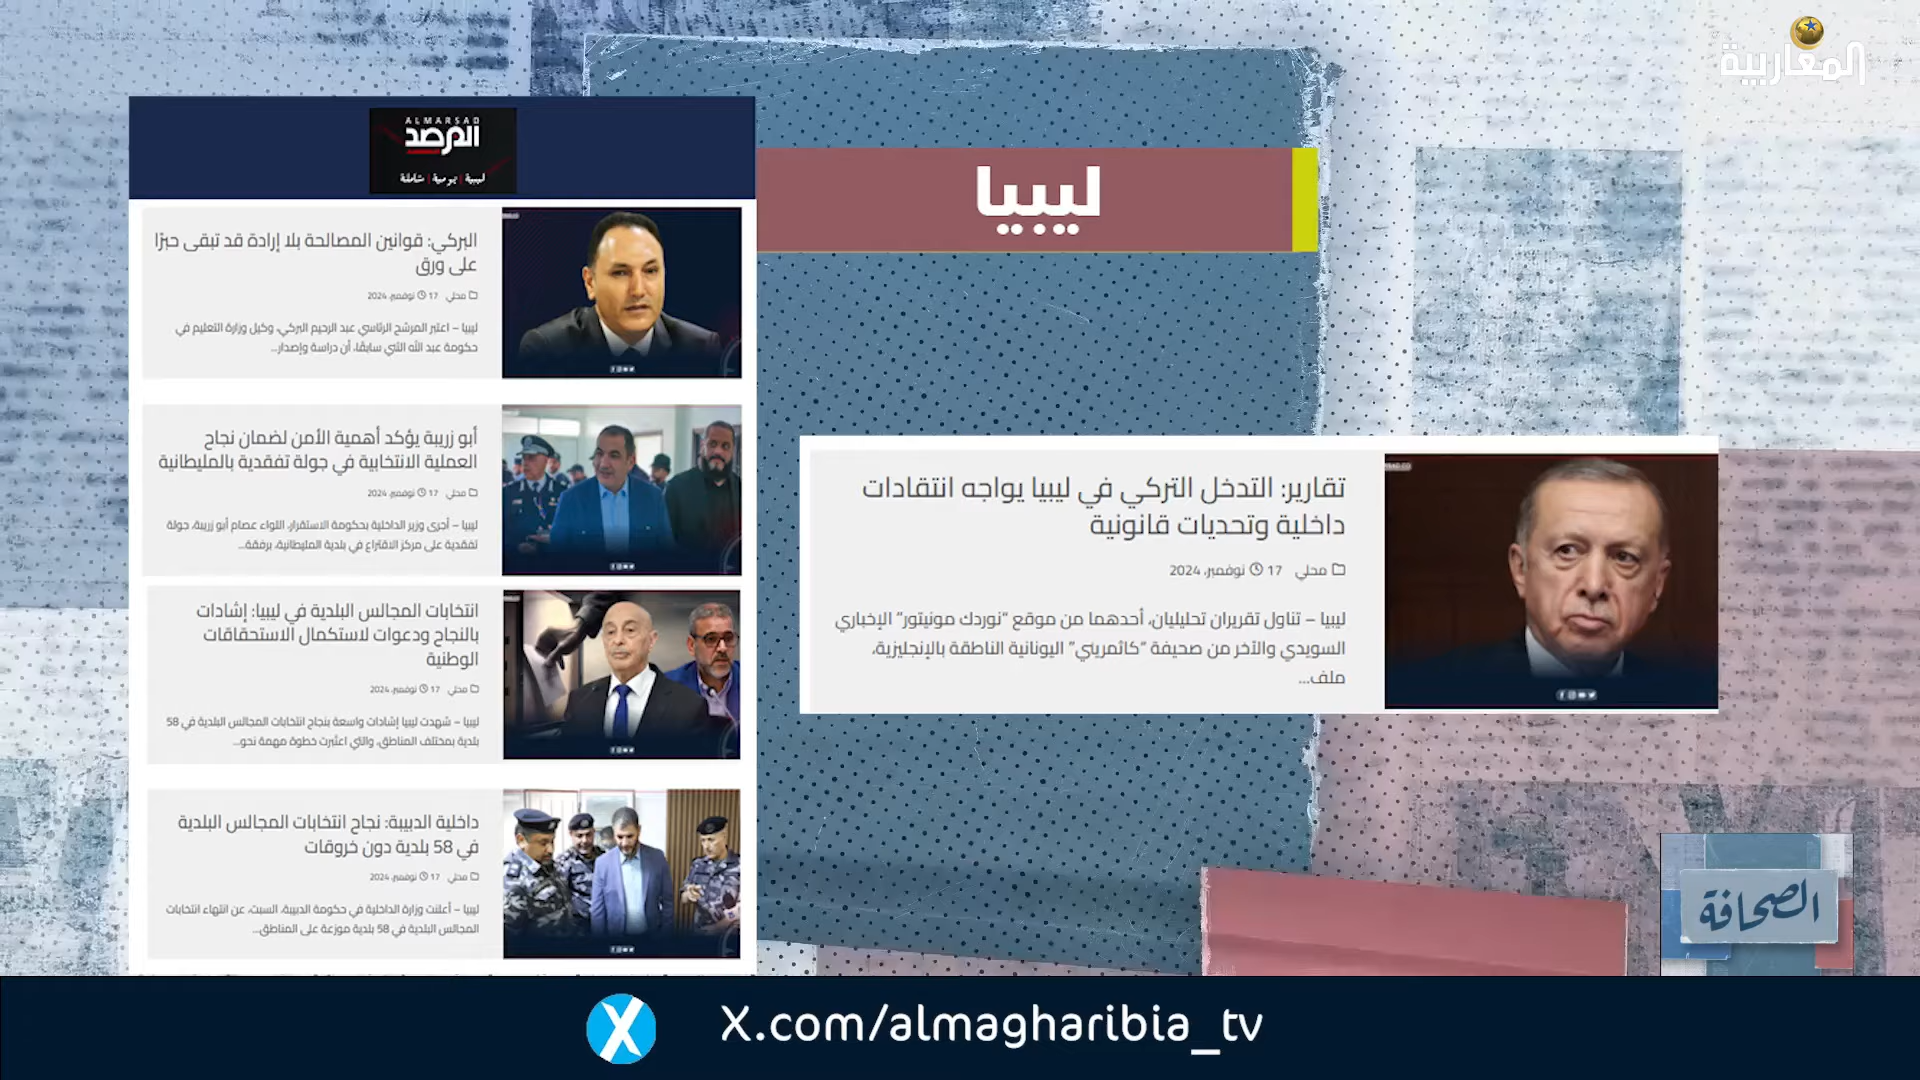 المغاربية
ALMARSAD
المرصد
ليبية | يومية | شاملة
ليبيا
البركي: قوانين المصالحة بلا إرادة قد تبقى حبرًا
على ورق
محلي 17 نوفمبر، 2024
ليبيا – اعتبر المرشح الرئاسي عبد الرحيم البركي، وكيل وزارة التعليم في
حكومة عبد الله الثني سابقًا، أن دراسة وإصدار...
أبو زريبة يؤكد أهمية الأمن لضمان نجاح
العملية الانتخابية في جولة تفقدية بالمليطانية
محلي 17 نوفمبر، 2024
ليبيا – أجرى وزير الداخلية بحكومة الاستقرار، اللواء عصام أبو زريبة، جولة
تفقدية على مركز الاقتراع في بلدية المليطانية، برفقة...
انتخابات المجالس البلدية في ليبيا: إشادات
بالنجاح ودعوات لاستكمال الاستحقاقات
الوطنية
محلي 17 نوفمبر، 2024
ليبيا – شهدت ليبيا إشادات واسعة بنجاح انتخابات المجالس البلدية في 58
بلدية بمختلف المناطق، والتي اعتُبرت خطوة مهمة نحو...
داخلية الدبيبة: نجاح انتخابات المجالس البلدية
في 58 بلدية دون خروقات
محلي 17 نوفمبر، 2024
ليبيا – أعلنت وزارة الداخلية في حكومة الدبيبة، السبت، عن انتهاء انتخابات
المجالس البلدية في 58 بلدية موزعة على المناطق...
تقارير: التدخل التركي في ليبيا يواجه انتقادات
داخلية وتحديات قانونية
محلي 17 نوفمبر، 2024
ليبيا – تناول تقريران تحليليان، أحدهما من موقع “نوردك مونيتور” الإخباري
السويدي والآخر من صحيفة “كاثمريني” اليونانية الناطقة بالإنجليزية،
ملف...
الصحافة
X.com/almagharibia_tv